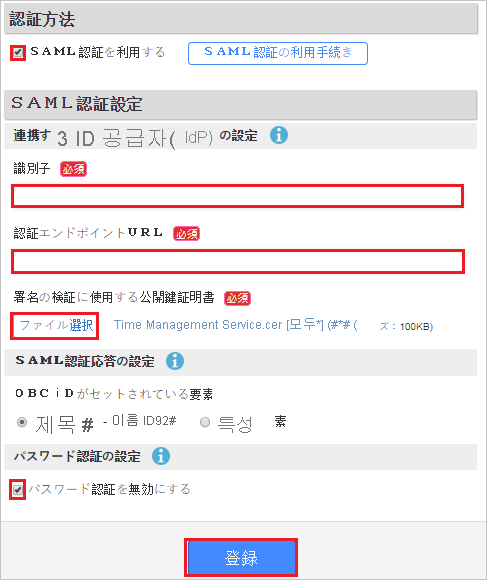 認証方法
ＳＡＭＬ認証を利用する
ＳＡＭＬ認証の利用手続き
ＳＡＭＬ認証設定
連携す 3 ID 공급자( IdP) の設定
識別子 必須
認証エンドポイントＵＲＬ 必須
署名の検証に使用する公開鍵証明書 必須
ファイル選択 Time Management Service.cer [모두*] (#*# ( ズ：100KB)
ＳＡＭＬ認証応答の設定
ＯＢＣｉＤがセットされている要素
제목 # - 이름 ID92# 특성 素
パスワード認証の設定
パスワード認証を無効にする
登録